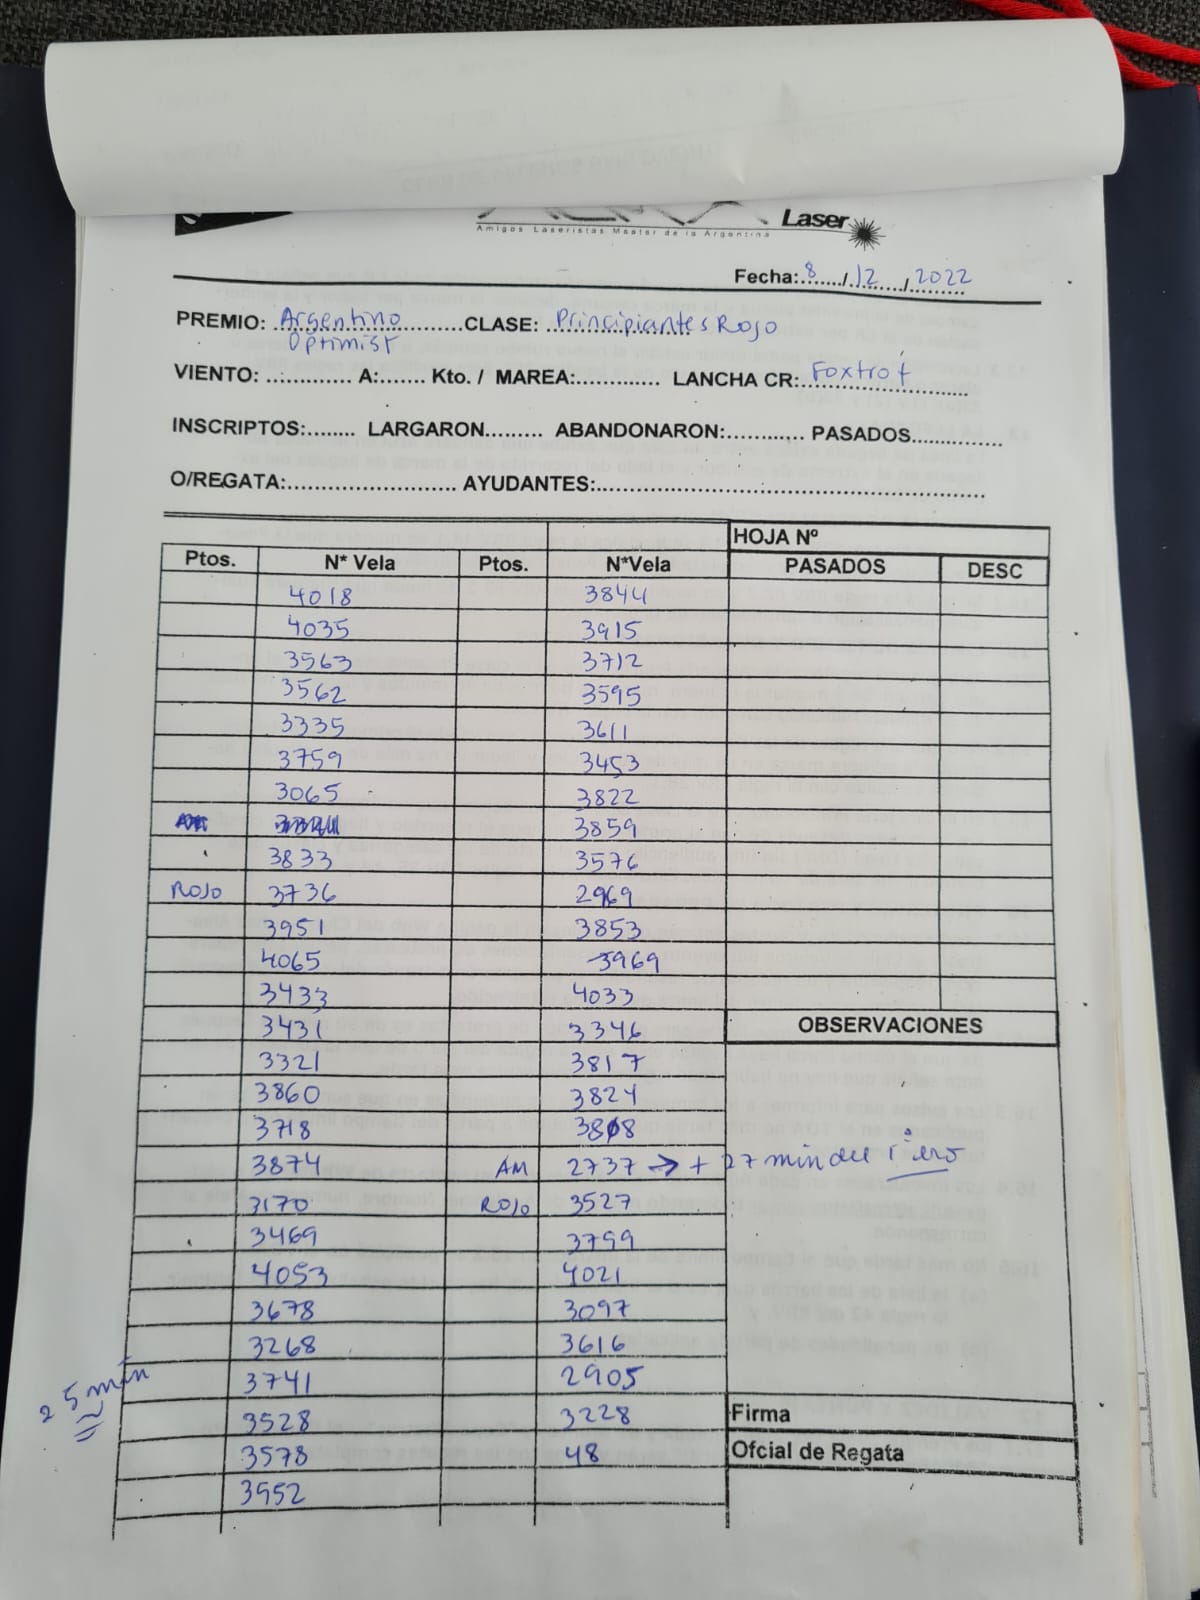 Amigos Laseristas Master de la Argentina
Laser
Fecha: 8 / 12 / 2022
PREMIO: Argentino Optimist CLASE: Principiantes Rojo
VIENTO: ............. A:....... Kto. / MAREA:............. LANCHA CR: Foxtrot
INSCRIPTOS:........ LARGARON......... ABANDONARON:............ PASADOS..............
O/REGATA:.......................... AYUDANTES:............................................................
HOJA Nº
Ptos. N* Vela Ptos. N*Vela PASADOS DESC
4018 3844
4035 3915
3563 3712
3562 3595
3335 3611
3759 3453
3065 3822
3859
3833 3576
ROJO 3736 2969
3951 3853
4065 3969
3433 4033
OBSERVACIONES
3431 3346
3321 3817
3860 3824
3718 3808
3874 AM 2737 → + 27 min del 1ero
3170 ROJO 3527
3469 3799
4053 4021
3678 3097
3268 3616
25 min
3741 2905
3528 3228 Firma
3578 48 Ofcial de Regata
3952